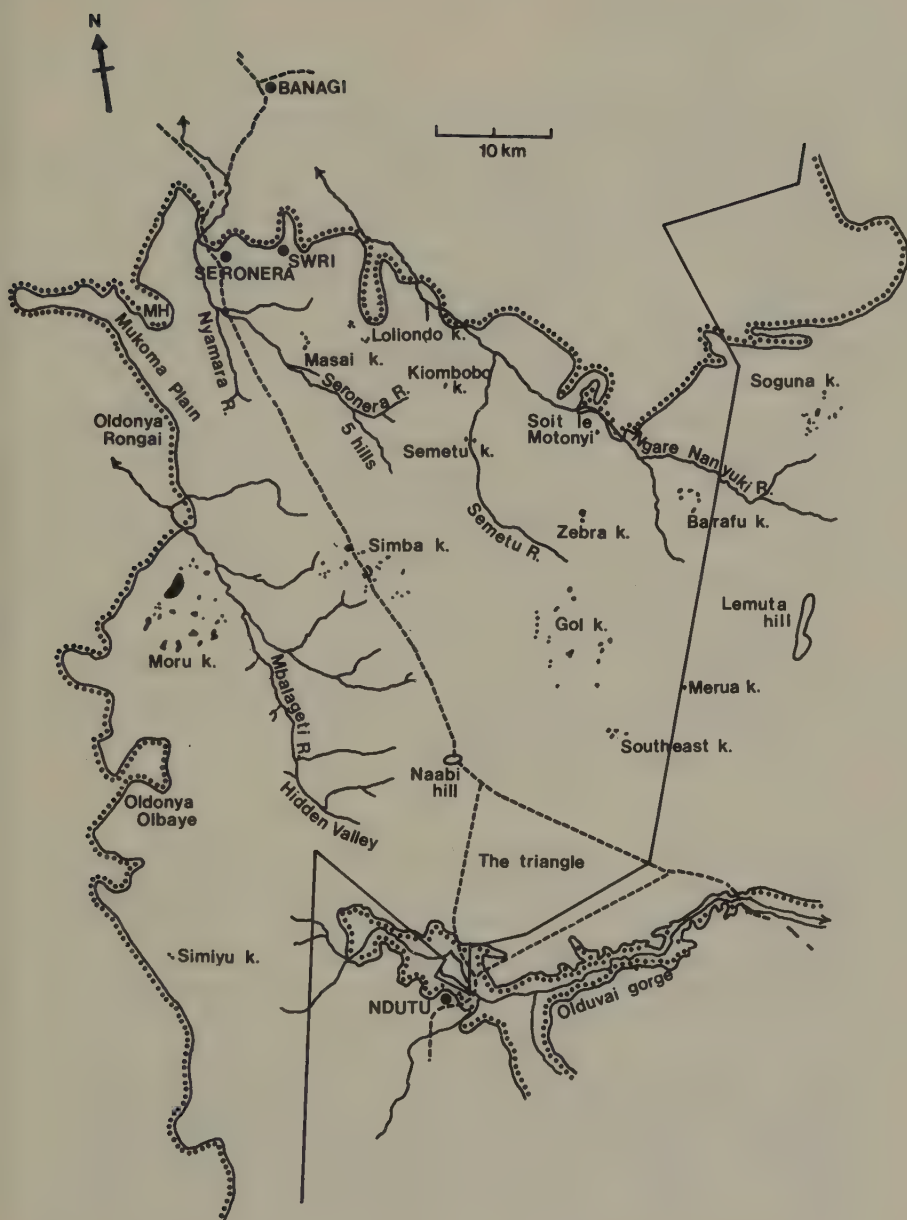 N
BANAGI
10 km
SERONERA
SWRI
MH
Mukoma Plain
Nyamara R.
Masai k.
Loliondo k.
Kiombobo
k.
Seronera R.
5 hills
Soguna k.
Oldonya
Rongai
Soit le
Motonyi
Ngare Nanyuki R.
Semetu k.
Semetu R.
Zebra k.
Barafu k.
Simba k.
Gol k.
Lemuta
hill
Moru k.
Mbalageti R.
Merua k.
Southeast k.
Naabi
hill
Oldonya
Olbaye
Hidden Valley
The triangle
Simiyu k.
NDUTU
Olduvai gorge